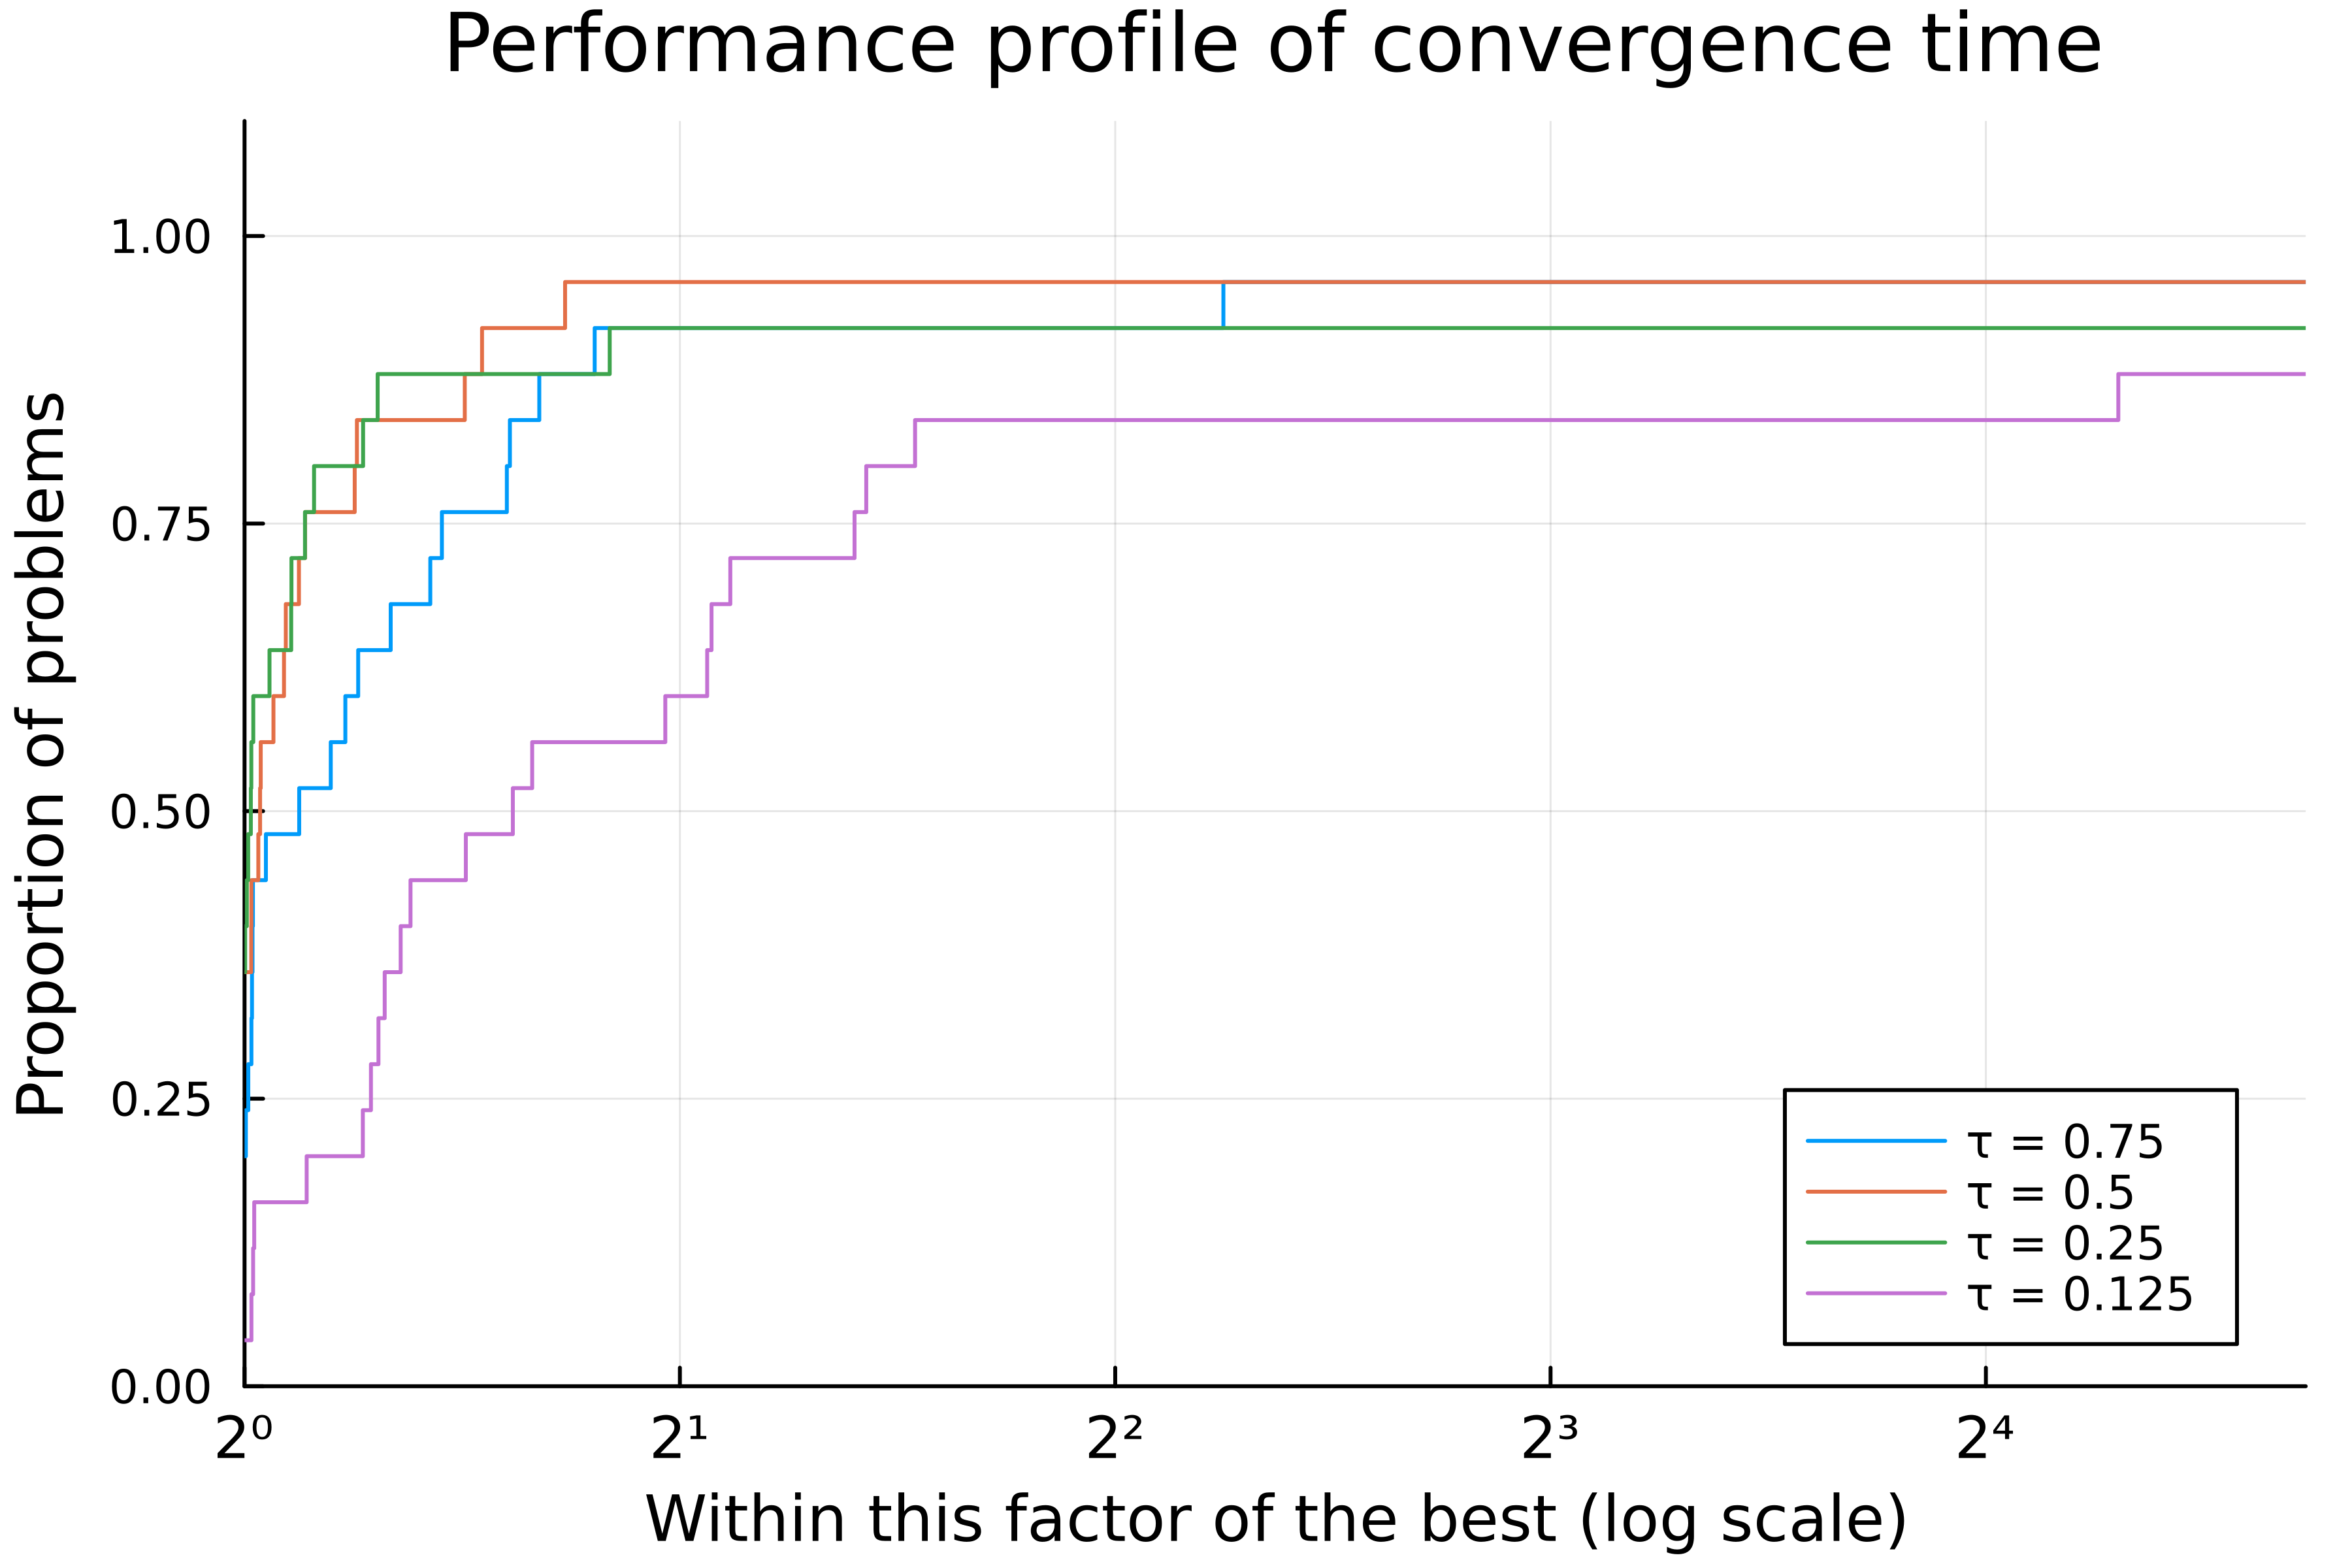 Performance profile of convergence time
1.00
0.75
0.50
0.25
0.00
Proportion of problems
τ = 0.75
τ = 0.5
τ = 0.25
τ = 0.125
2⁰ 2¹ 2² 2³ 2⁴
Within this factor of the best (log scale)